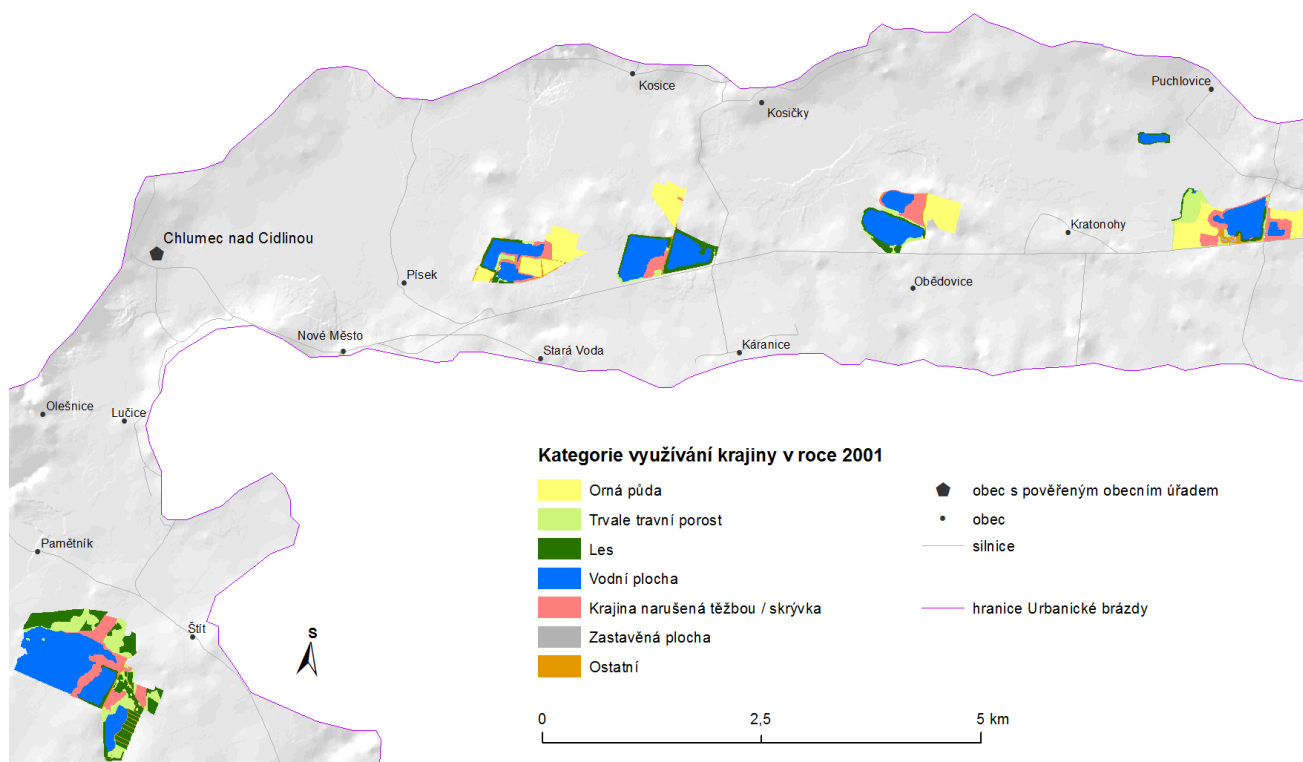 Kosice
Puchlovice
Kosičky
Kratonohy
Chlumec nad Cidlinou
Písek
Obědovice
Nové Město
Stará Voda
Káranice
Olešnice
Lučice
Kategorie využívání krajiny v roce 2001
Orná půda
obec s pověřeným obecním úřadem
Trvale travní porost
obec
Les
silnice
Pamětník
Vodní plocha
Krajina narušená těžbou / skrývka
hranice Urbanické brázdy
Štít
S
Zastavěná plocha
Ostatní
0
2,5
5 km